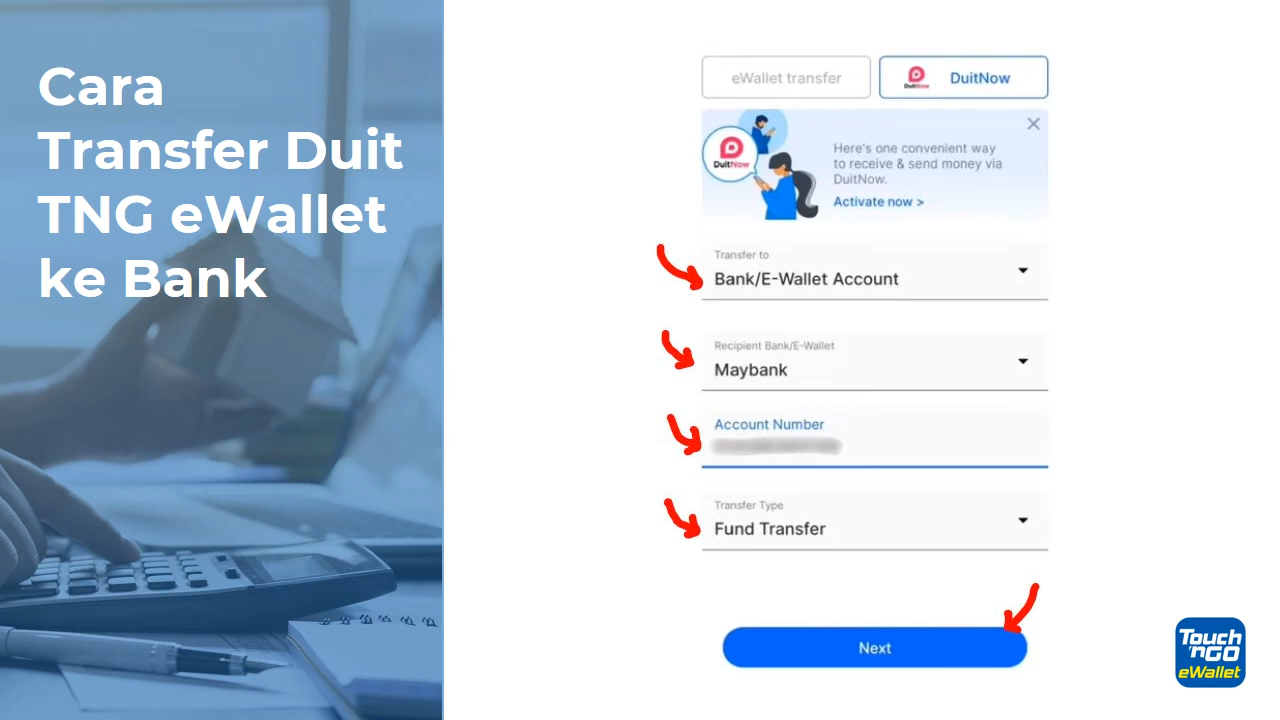 Cara
Transfer Duit
TNG eWallet
ke Bank
eWallet transfer
DuitNow
DuitNow
DuitNow
Here's one convenient way
to receive & send money via
DuitNow.
Activate now >
Transfer to
Bank/E-Wallet Account
Recipient Bank/E-Wallet
Maybank
Account Number
Transfer Type
Fund Transfer
Next
Touch
'nGO
eWallet